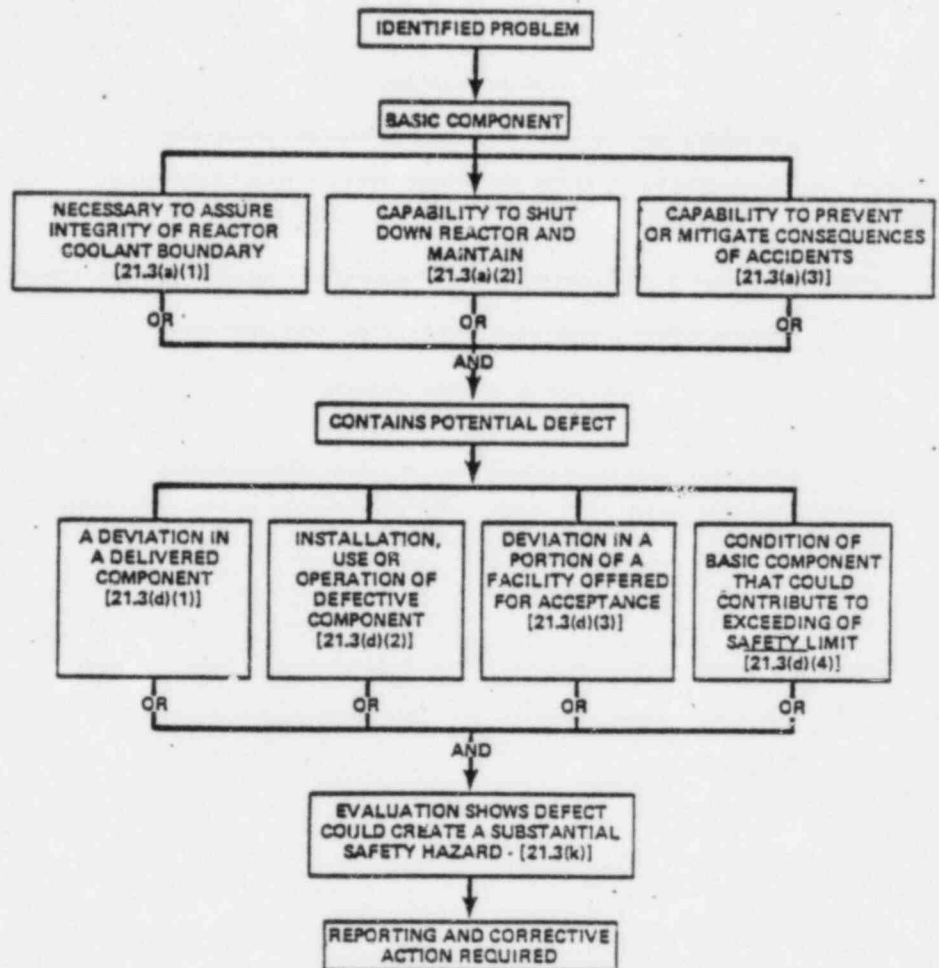 IDENTIFIED PROBLEM
BASIC COMPONENT
NECESSARY TO ASSURE
INTEGRITY OF REACTOR
COOLANT BOUNDARY
[21.3(a)(1)]
CAPABILITY TO SHUT
DOWN REACTOR AND
MAINTAIN
[21.3(a)(2)]
CAPABILITY TO PREVENT
OR MITIGATE CONSEQUENCES
OF ACCIDENTS
[21.3(a)(3)]
OR
OR
OR
AND
CONTAINS POTENTIAL DEFECT
A DEVIATION IN
A DELIVERED
COMPONENT
[21.3(d)(1)]
INSTALLATION,
USE OR
OPERATION OF
DEFECTIVE
COMPONENT
[21.3(d)(2)]
DEVIATION IN A
PORTION OF A
FACILITY OFFERED
FOR ACCEPTANCE
[21.3(d)(3)]
CONDITION OF
BASIC COMPONENT
THAT COULD
CONTRIBUTE TO
EXCEEDING OF
SAFETY LIMIT
[21.3(d)(4)]
OR
OR
OR
OR
AND
EVALUATION SHOWS DEFECT
COULD CREATE A SUBSTANTIAL
SAFETY HAZARD - [21.3(k)]
REPORTING AND CORRECTIVE
ACTION REQUIRED